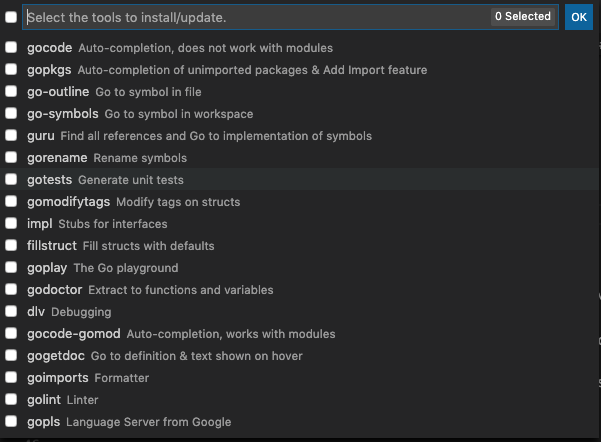 Select the tools to install/update. 0 Selected OK
gocode Auto-completion, does not work with modules
gopkgs Auto-completion of unimported packages & Add Import feature
go-outline Go to symbol in file
go-symbols Go to symbol in workspace
guru Find all references and Go to implementation of symbols
gorename Rename symbols
gotests Generate unit tests
gomodifytags Modify tags on structs
impl Stubs for interfaces
fillstruct Fill structs with defaults
goplay The Go playground
godoctor Extract to functions and variables
dlv Debugging
gocode-gomod Auto-completion, works with modules
gogetdoc Go to definition & text shown on hover
goimports Formatter
golint Linter
gopls Language Server from Google